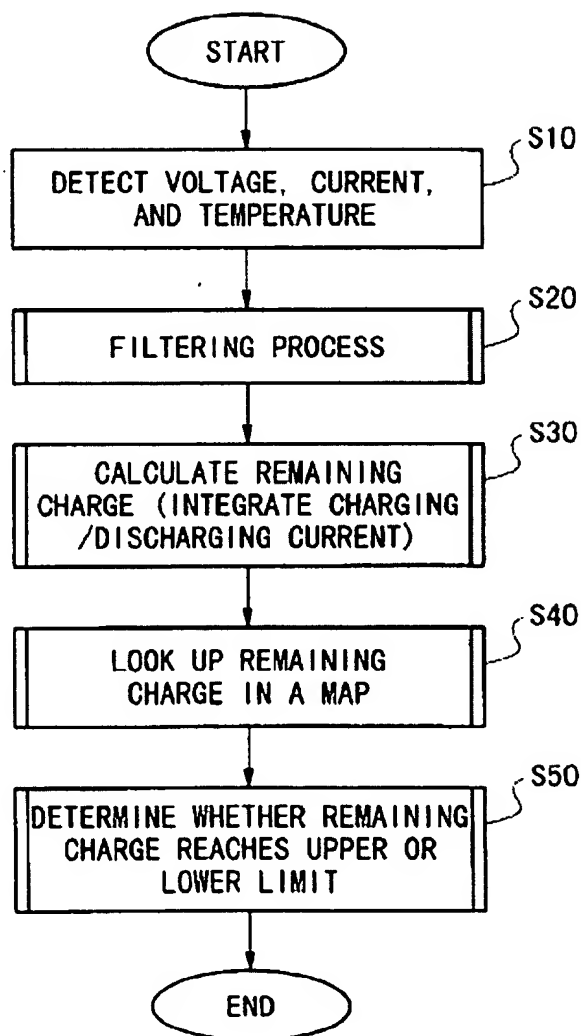 START
S10
DETECT VOLTAGE, CURRENT,
AND TEMPERATURE
S20
FILTERING PROCESS
S30
CALCULATE REMAINING
CHARGE (INTEGRATE CHARGING
/DISCHARGING CURRENT)
S40
LOOK UP REMAINING
CHARGE IN A MAP
S50
DETERMINE WHETHER REMAINING
CHARGE REACHES UPPER OR
LOWER LIMIT
END